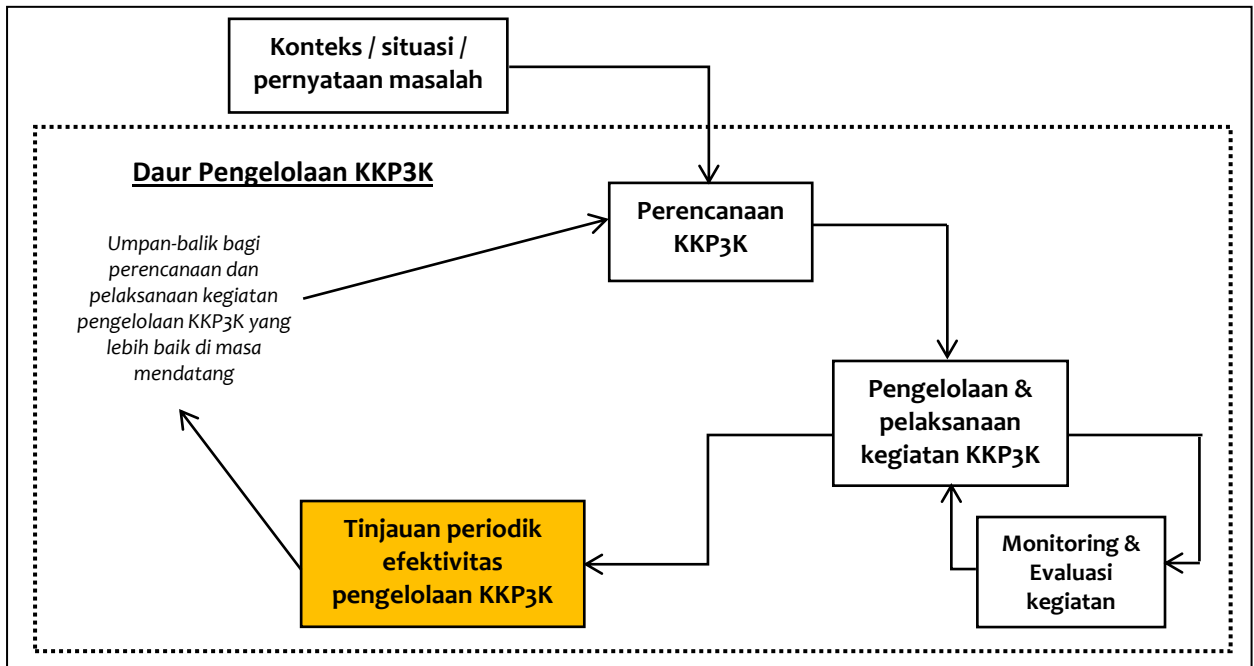 Konteks / situasi /
pernyataan masalah
Daur Pengelolaan KKP3K
Perencanaan
KKP3K
Umpan-balik bagi
perencanaan dan
pelaksanaan kegiatan
pengelolaan KKP3K yang
lebih baik di masa
mendatang
Pengelolaan &
pelaksanaan
kegiatan KKP3K
Tinjauan periodik
efektivitas
pengelolaan KKP3K
Monitoring &
Evaluasi
kegiatan